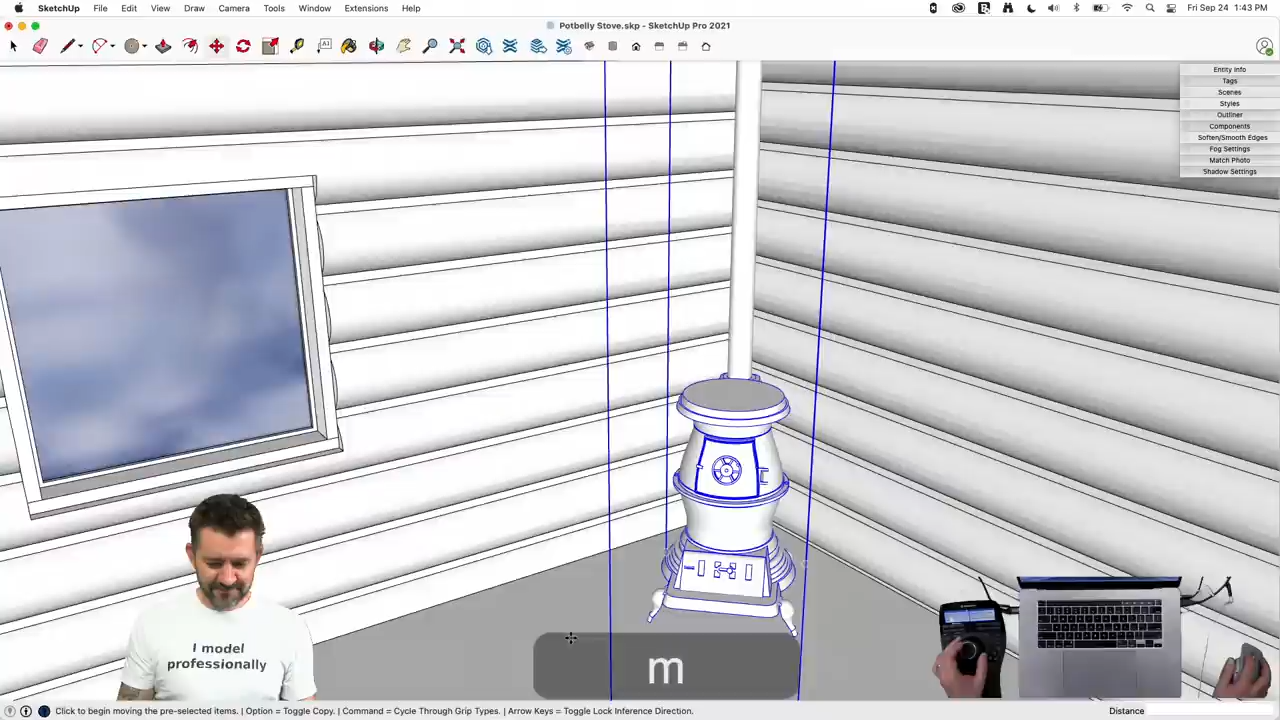 SketchUp File Edit View Draw Camera Tools Window Extensions Help
Fri Sep 24 1:43 PM
Potbelly Stove.skp - SketchUp Pro 2021
Entity Info
Tags
Scenes
Styles
Outliner
Components
Soften/Smooth Edges
Fog Settings
Match Photo
Shadow Settings
I model
professionally
m
Click to begin moving the pre-selected items. | Option = Toggle Copy. | Command = Cycle Through Grip Types. | Arrow Keys = Toggle Lock Inference Direction.
Distance